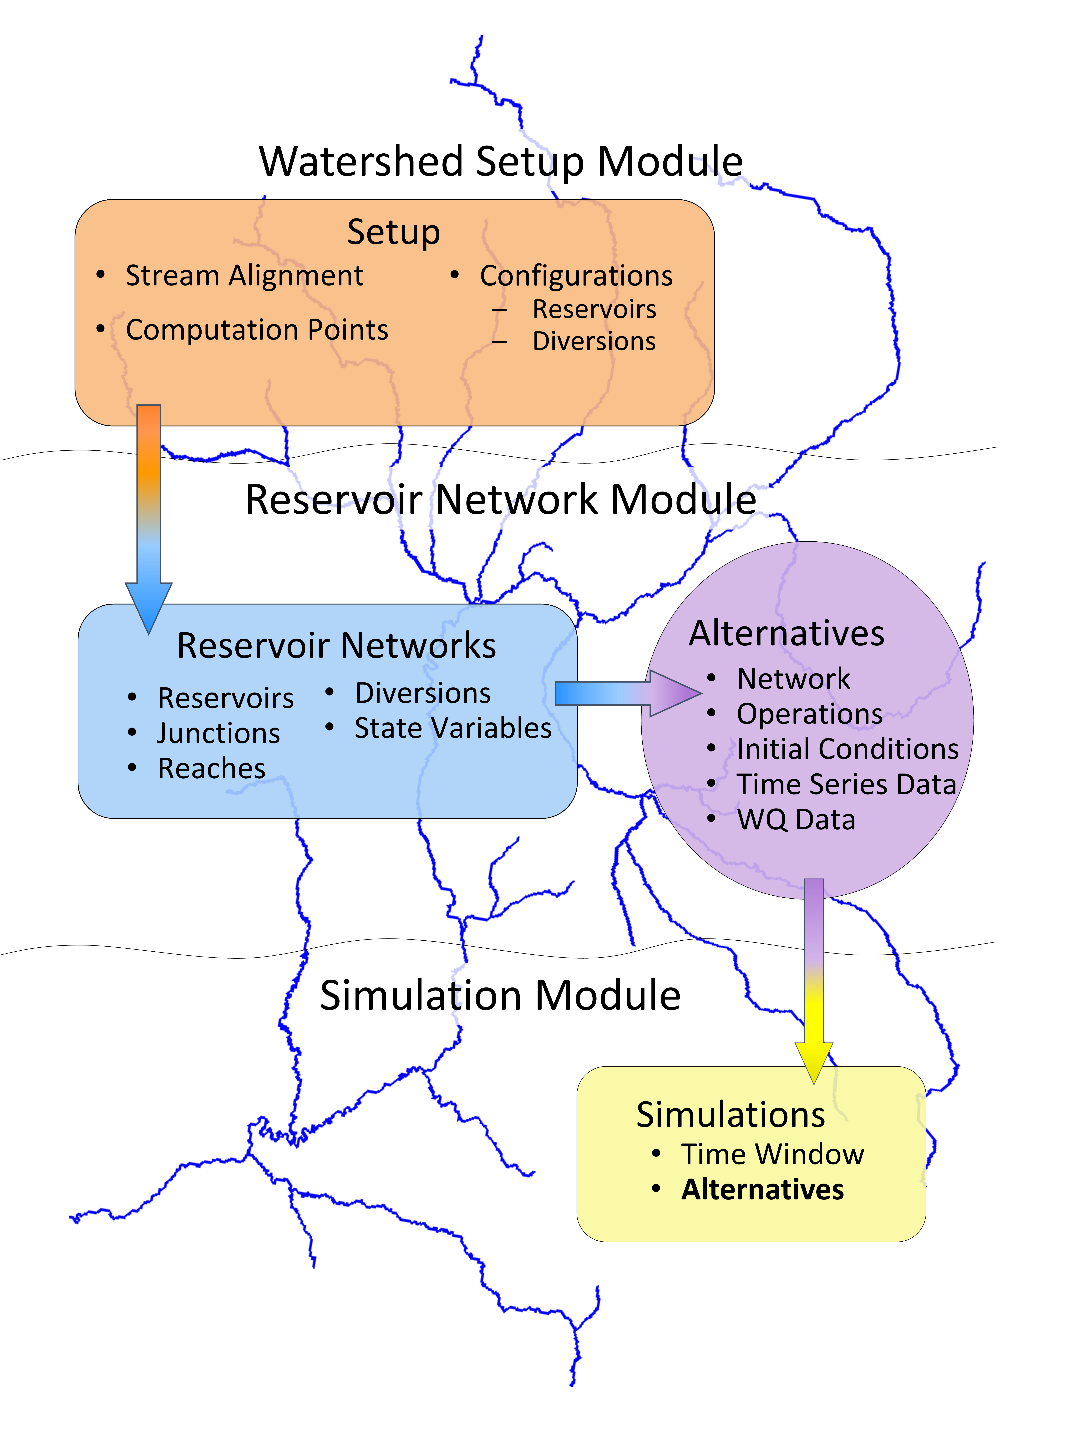 Watershed Setup Module
Setup
• Stream Alignment
• Computation Points
• Configurations
– Reservoirs
– Diversions
Reservoir Network Module
Reservoir Networks
• Reservoirs
• Junctions
• Reaches
• Diversions
• State Variables
Alternatives
• Network
• Operations
• Initial Conditions
• Time Series Data
• WQ Data
Simulation Module
Simulations
• Time Window
• Alternatives